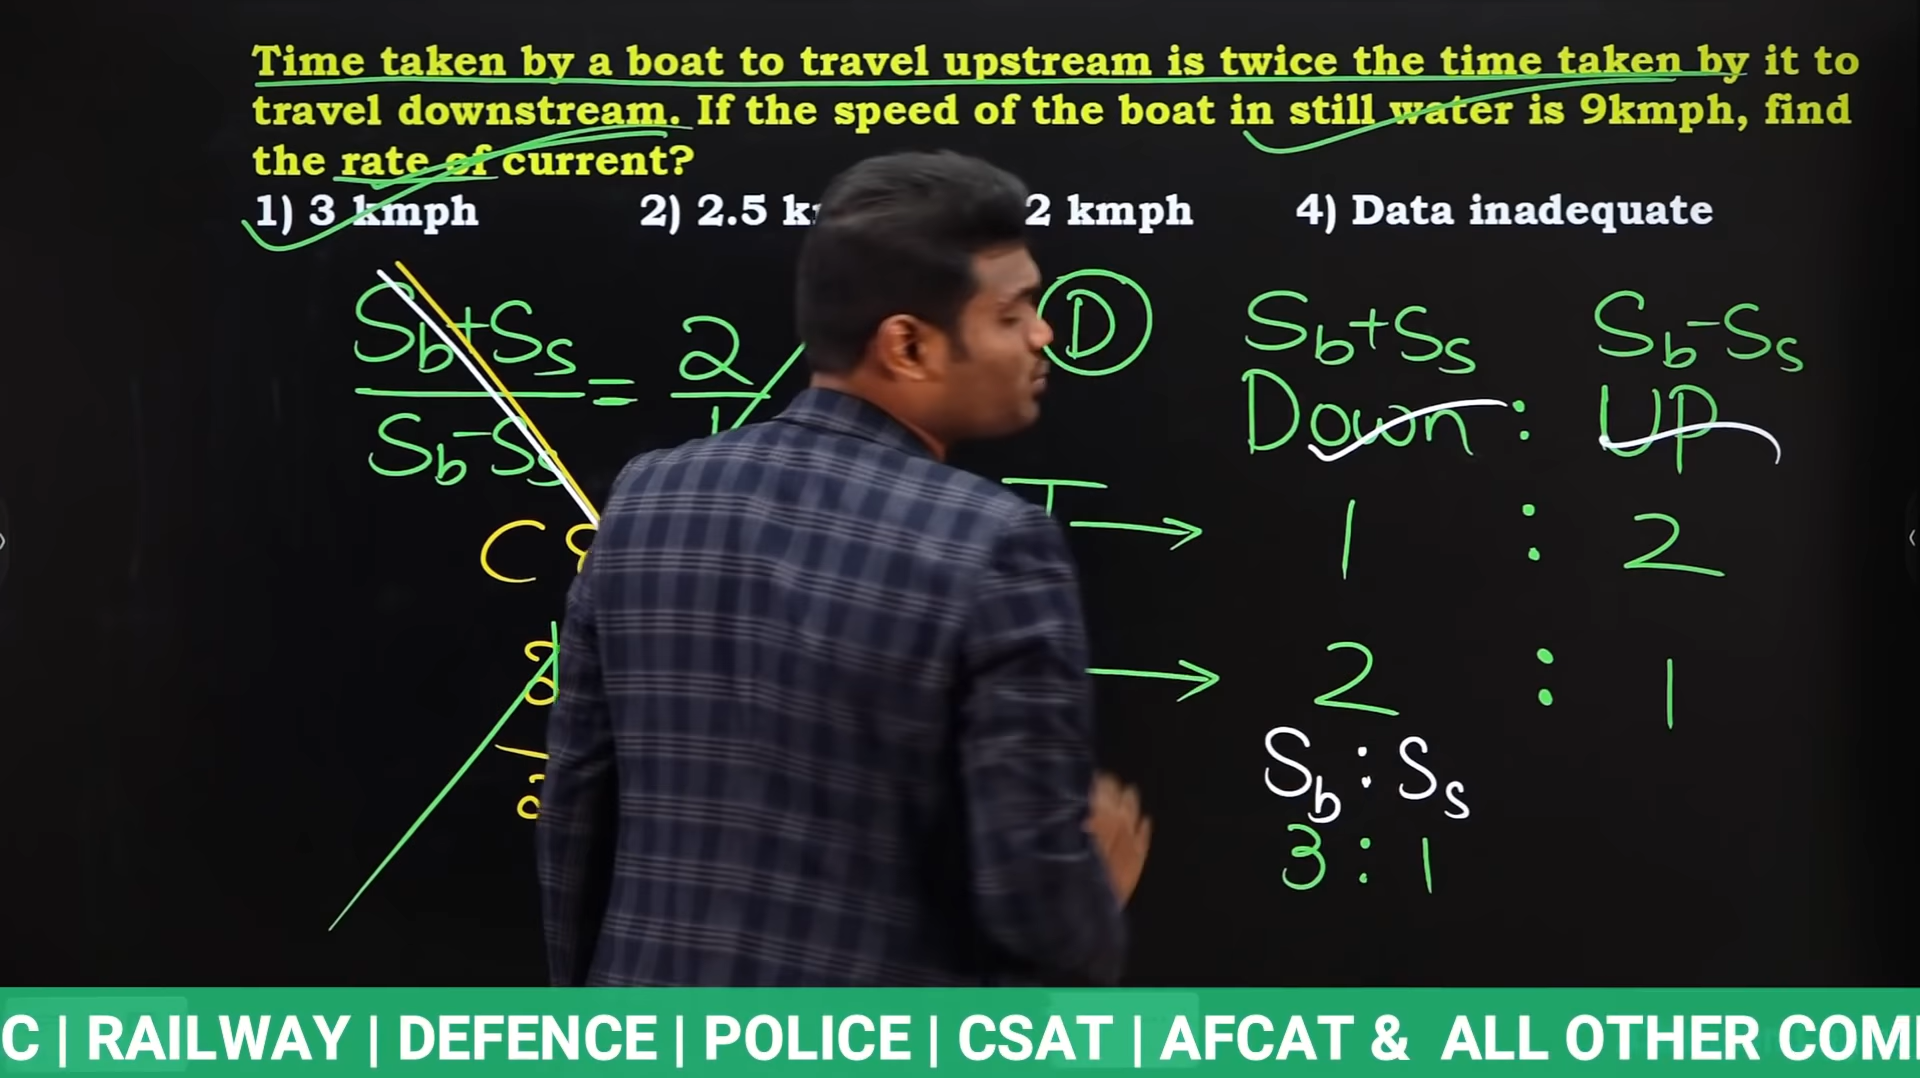 Time taken by a boat to travel upstream is twice the time taken by it to
travel downstream. If the speed of the boat in still water is 9kmph, find
the rate of current?
1) 3 kmph 2) 2.5 2 kmph 4) Data inadequate
Sb+Ss = 2 D Sb+Ss Sb-Ss
Sb-Ss 1 Down : UP
C T → 1 : 2
→ 2 : 1
Sb : Ss
3 : 1
C | RAILWAY | DEFENCE | POLICE | CSAT | AFCAT & ALL OTHER